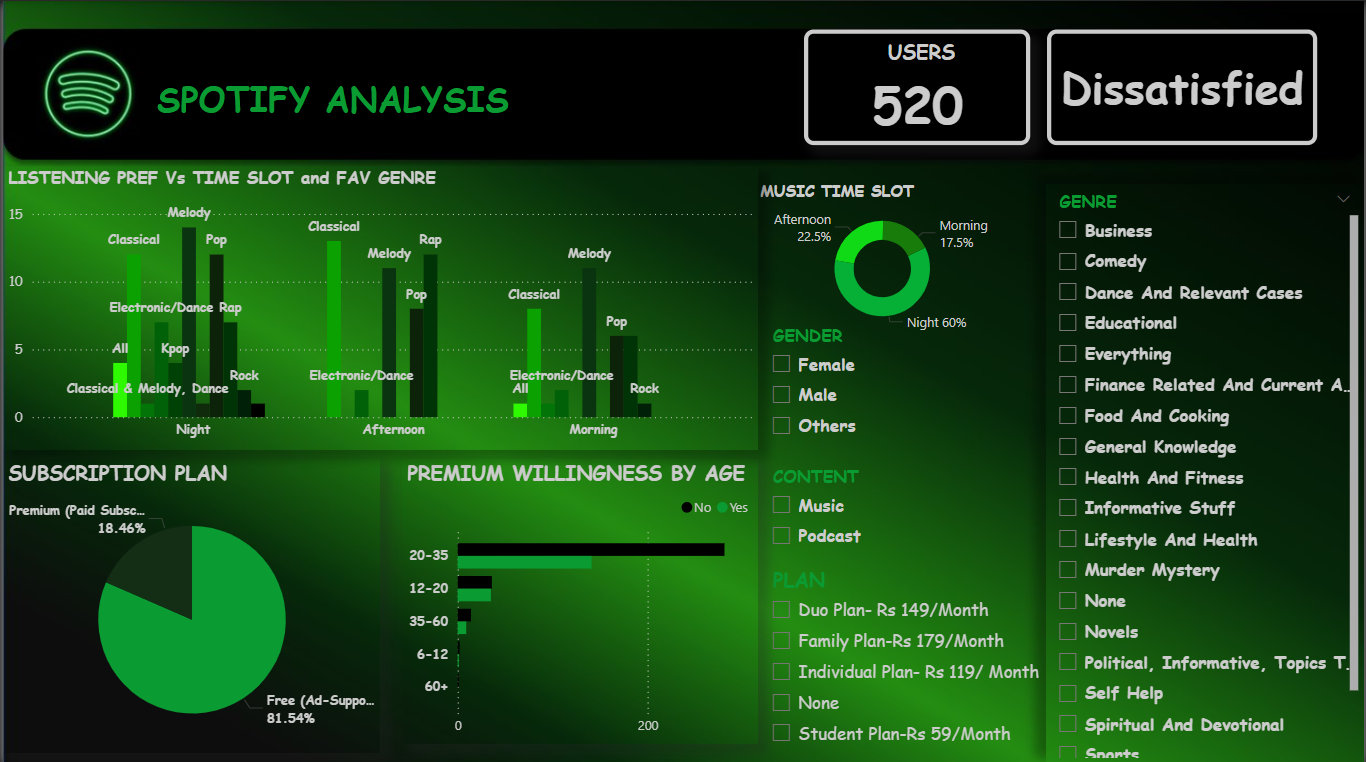 SPOTIFY ANALYSIS
USERS
520
Dissatisfied
LISTENING PREF Vs TIME SLOT and FAV GENRE
15
10
5
0
Melody
Classical
Pop
Electronic/Dance
Rap
All
Kpop
Classical & Melody, Dance
Rock
Night
Classical
Rap
Melody
Pop
Electronic/Dance
Afternoon
Melody
Classical
Pop
Electronic/Dance
All
Rock
Morning
MUSIC TIME SLOT
Afternoon
22.5%
Morning
17.5%
Night 60%
GENDER
Female
Male
Others
CONTENT
Music
Podcast
PLAN
Duo Plan- Rs 149/Month
Family Plan-Rs 179/Month
Individual Plan- Rs 119/ Month
None
Student Plan-Rs 59/Month
GENRE
Business
Comedy
Dance And Relevant Cases
Educational
Everything
Finance Related And Current A..
Food And Cooking
General Knowledge
Health And Fitness
Informative Stuff
Lifestyle And Health
Murder Mystery
None
Novels
Political, Informative, Topics T.
Self Help
Spiritual And Devotional
Sports
SUBSCRIPTION PLAN
Premium (Paid Subsc...
18.46%
Free (Ad-Suppo...
81.54%
PREMIUM WILLINGNESS BY AGE
No Yes
20-35
12-20
35-60
6-12
60+
0
200